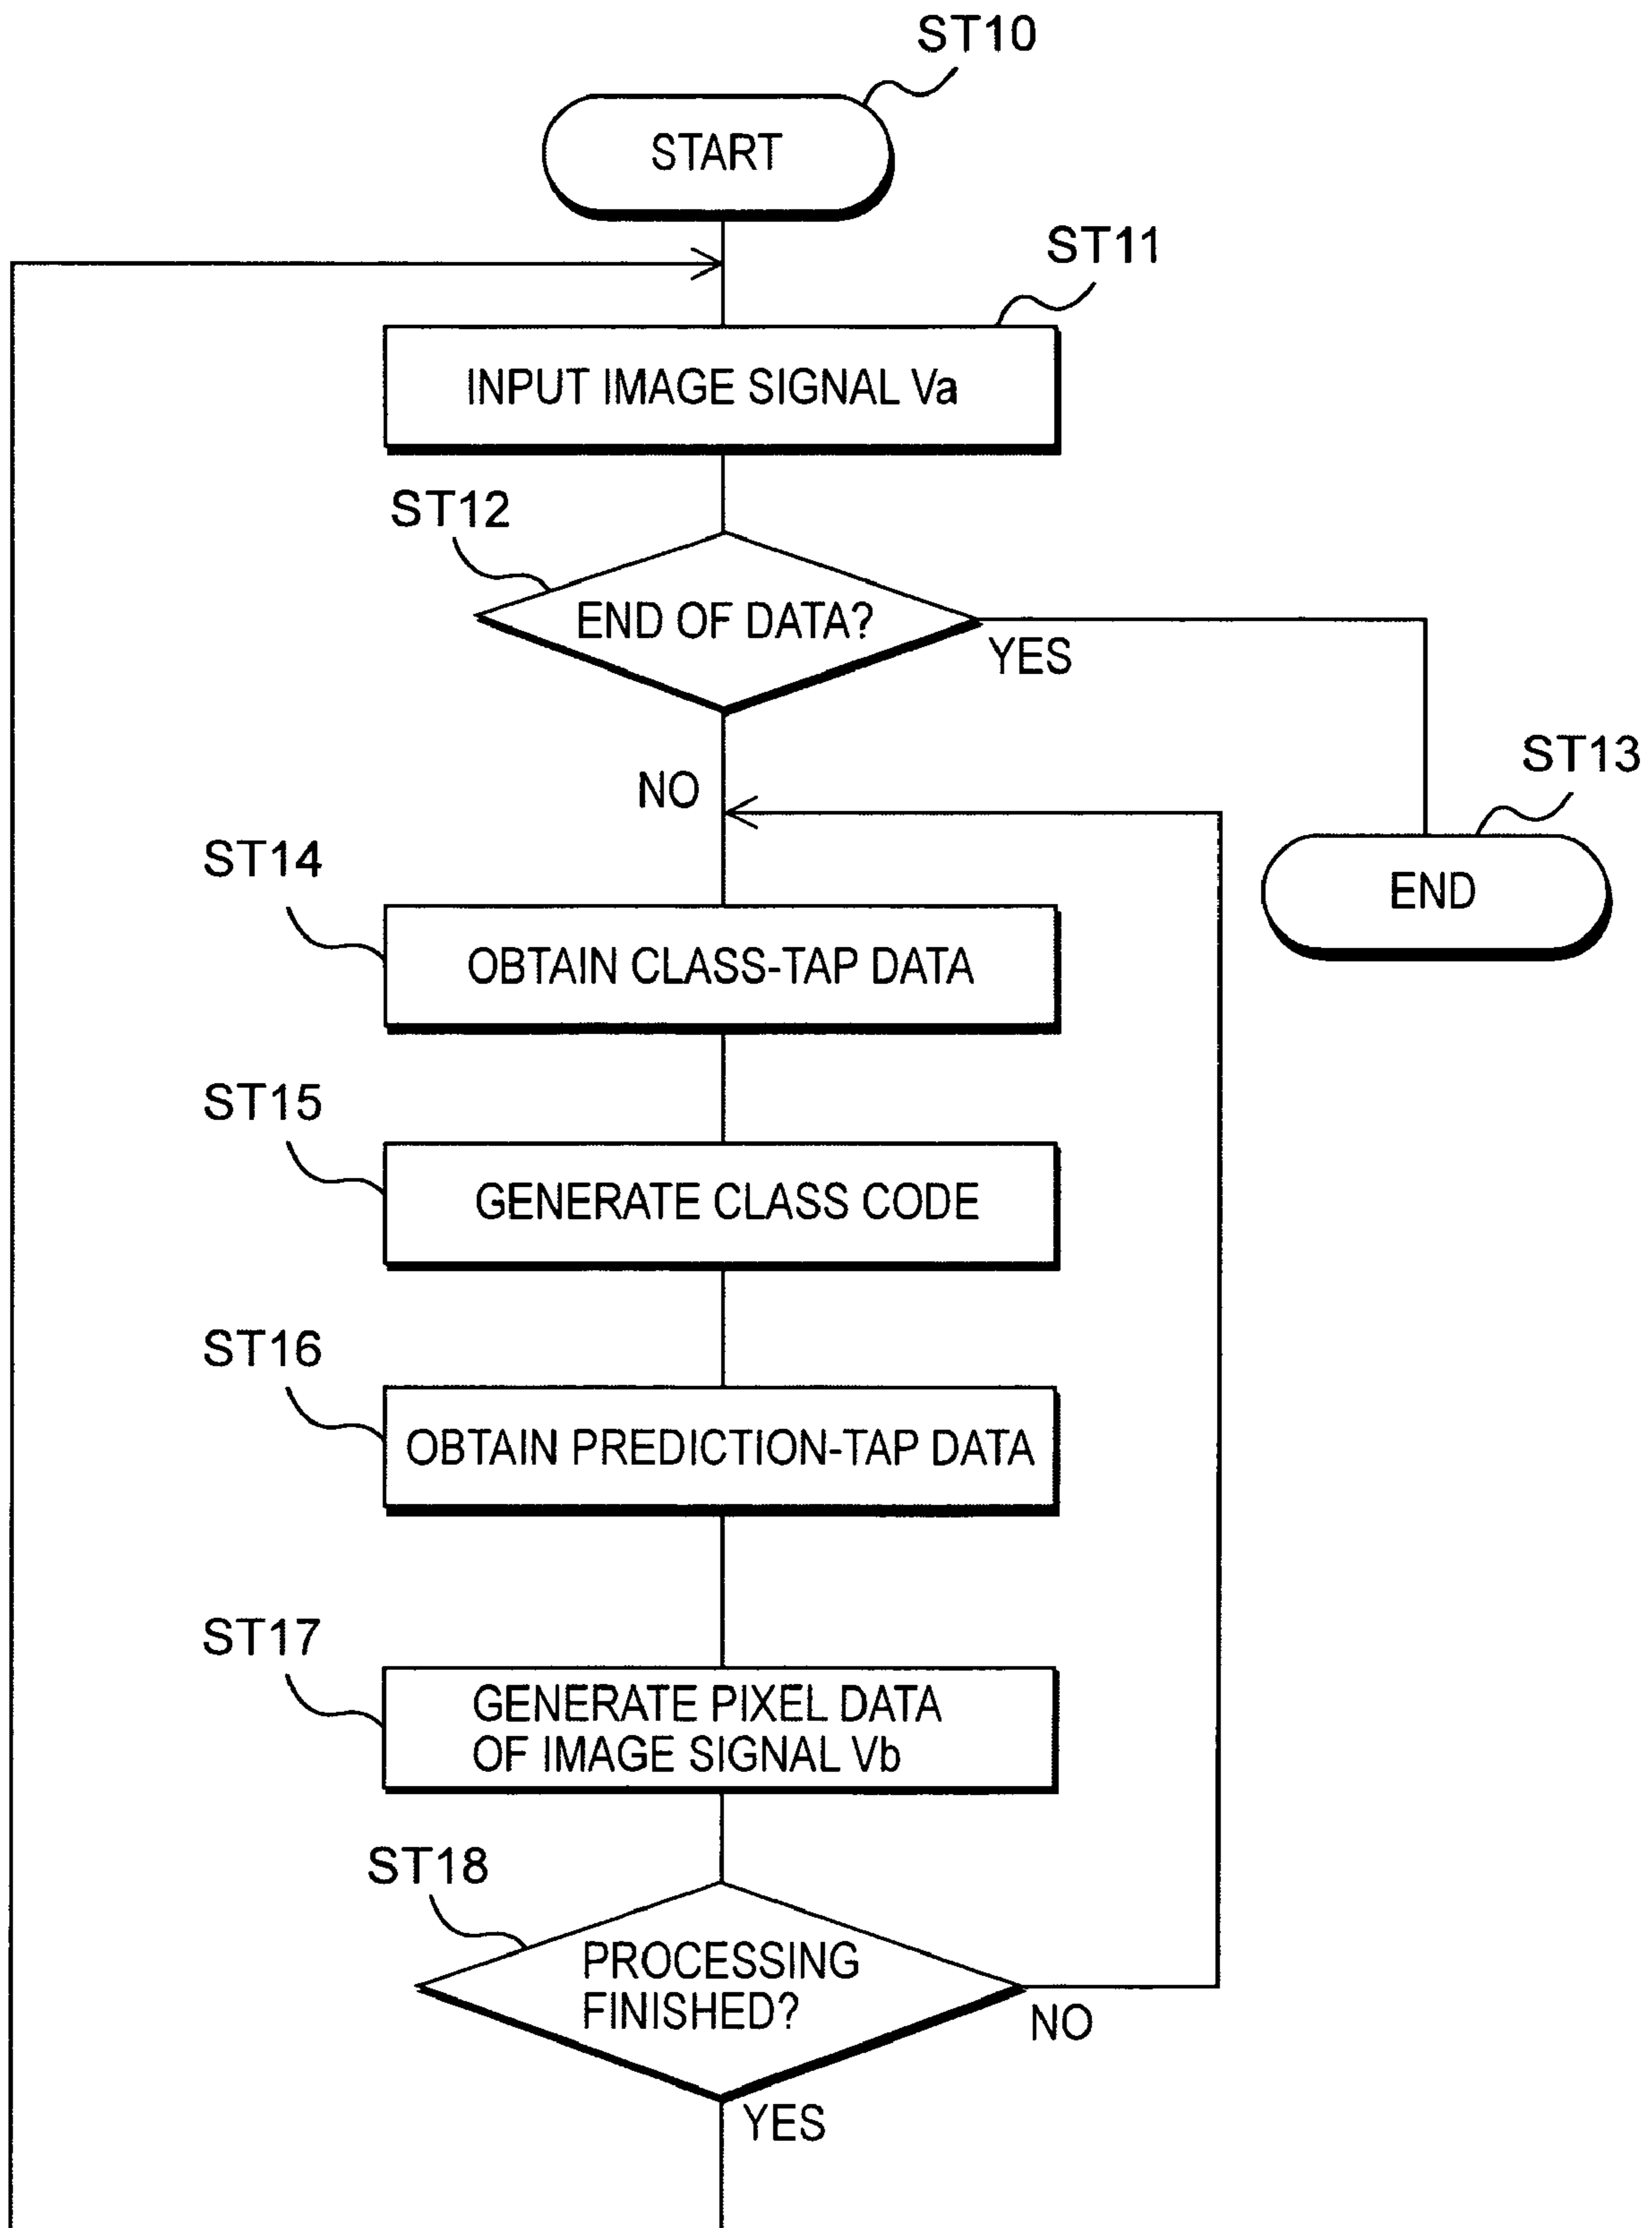 ST10
START
ST11
INPUT IMAGE SIGNAL Va
ST12
END OF DATA?
YES
NO
ST13
END
ST14
OBTAIN CLASS-TAP DATA
ST15
GENERATE CLASS CODE
ST16
OBTAIN PREDICTION-TAP DATA
ST17
GENERATE PIXEL DATA
OF IMAGE SIGNAL Vb
ST18
PROCESSING
FINISHED?
NO
YES